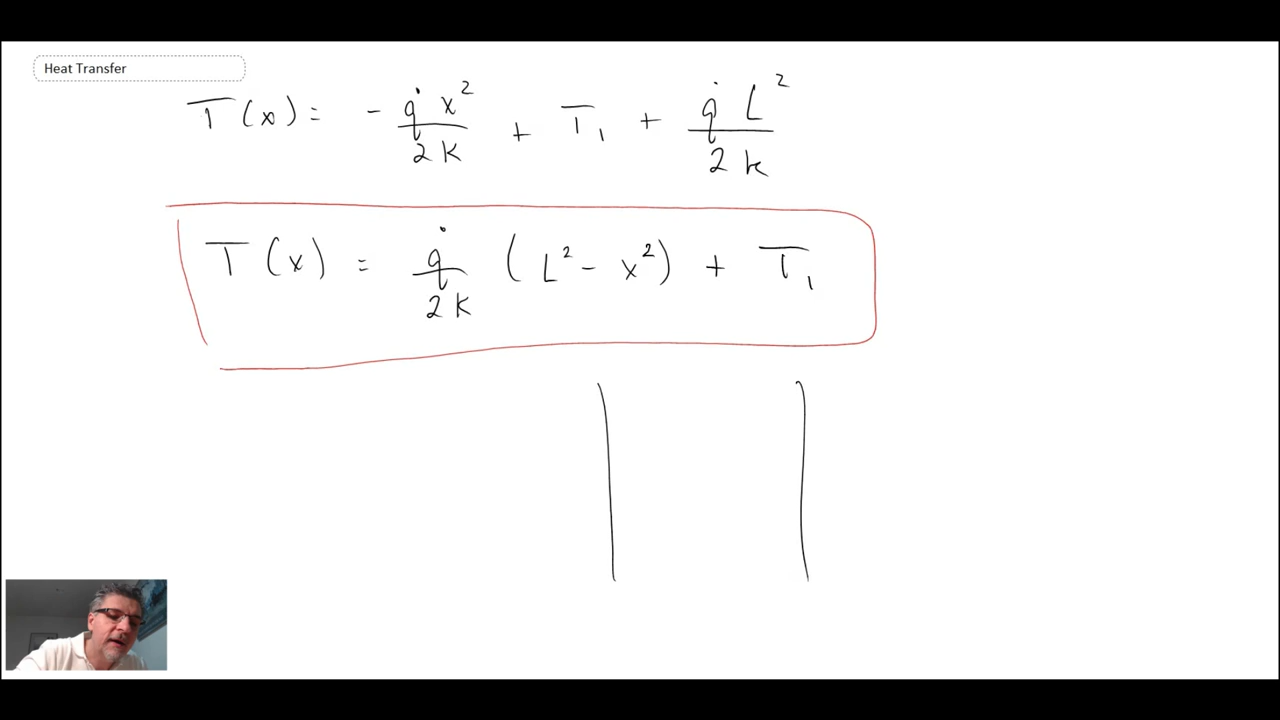 Heat Transfer
T(x) = - q̇ x² / 2k + T₁ + q̇ L² / 2k
T(x) = q̇ / 2k (L² - x²) + T₁